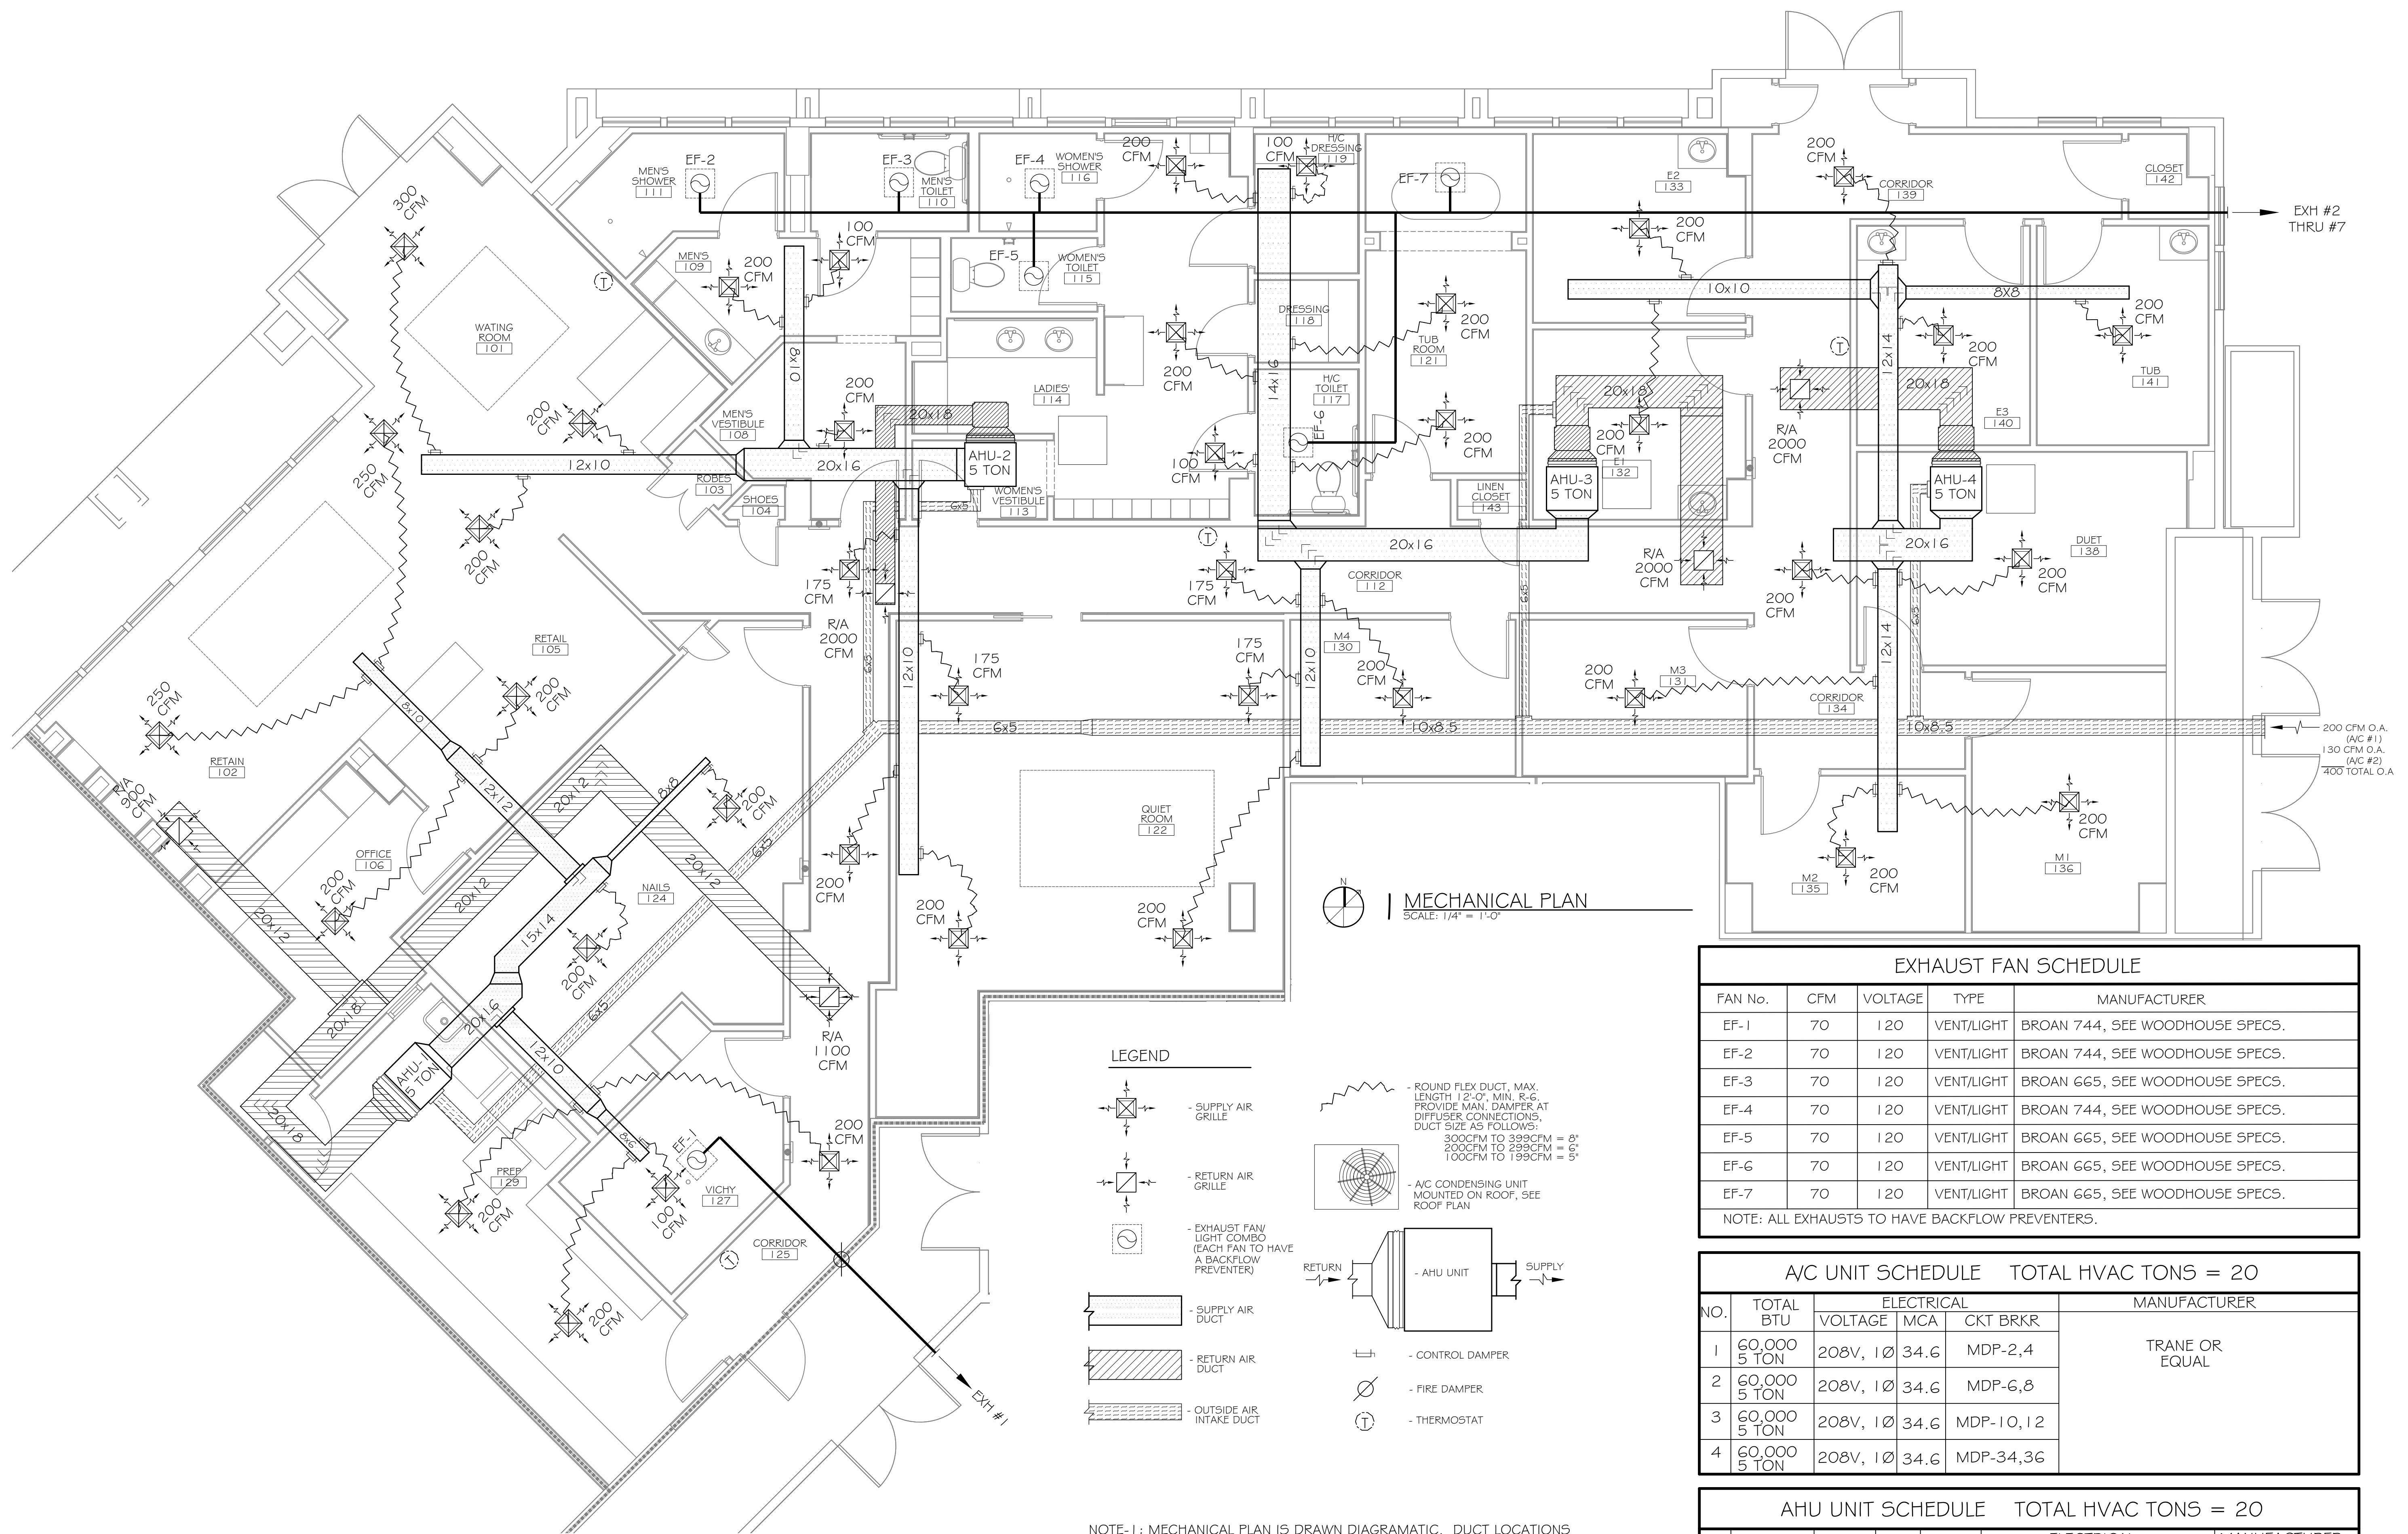 200
CFM
100
CFM
H/C
DRESSING
119
200
CFM
EF-2
EF-3
EF-4
EF-7
MEN'S
SHOWER
111
MEN'S
TOILET
110
WOMEN'S
SHOWER
116
E2
133
CORRIDOR
139
CLOSET
142
EXH #2
THRU #7
300
CFM
100
CFM
200
CFM
MEN'S
109
200
CFM
EF-5
WOMEN'S
TOILET
115
10x10
8X8
WATING
ROOM
101
DRESSING
118
200
CFM
TUB
ROOM
121
200
CFM
200
CFM
8x10
14x16
12x14
200
CFM
200
CFM
H/C
TOILET
117
TUB
141
LADIES'
114
20x18
20x18
20x18
MEN'S
VESTIBULE
108
EF-6
E3
140
200
CFM
250
CFM
200
CFM
200
CFM
R/A
2000
CFM
12x10
20x16
AHU-2
5 TON
100
CFM
E1
132
ROBES
103
SHOES
104
WOMEN'S
VESTIBULE
113
6x5
LINEN
CLOSET
143
AHU-3
5 TON
AHU-4
5 TON
200
CFM
20x16
20x16
DUET
138
175
CFM
175
CFM
CORRIDOR
112
R/A
2000
CFM
200
CFM
200
CFM
6x5
6x5
R/A
2000
CFM
6x5
RETAIL
105
12x10
175
CFM
175
CFM
M4
130
12x10
200
CFM
12x14
200
CFM
M3
131
CORRIDOR
134
250
CFM
8x10
200
CFM
6x5
10x8.5
10x8.5
200 CFM O.A.
(A/C #1)
130 CFM O.A.
(A/C #2)
400 TOTAL O.A
RETAIN
102
R/A
900
CFM
12x12
20x12
8x8
200
CFM
QUIET
ROOM
122
200
CFM
6x5
OFFICE
106
20x12
20x12
NAILS
124
200
CFM
M2
135
200
CFM
M1
136
200
CFM
20x12
15x14
200
CFM
200
CFM
200
CFM
N
1 MECHANICAL PLAN
SCALE: 1/4" = 1'-0"
20x18
20x16
6x5
R/A
1100
CFM
12x10
AHU-1
5 TON
20x18
8x6
EF-1
200
CFM
PREP
129
200
CFM
100
CFM
VICHY
127
CORRIDOR
125
200
CFM
EXH #1
LEGEND
- SUPPLY AIR
GRILLE
- RETURN AIR
GRILLE
- EXHAUST FAN/
LIGHT COMBO
(EACH FAN TO HAVE
A BACKFLOW
PREVENTER)
- SUPPLY AIR
DUCT
- RETURN AIR
DUCT
- OUTSIDE AIR
INTAKE DUCT
- ROUND FLEX DUCT, MAX.
LENGTH 12'-0", MIN. R-6.
PROVIDE MAN. DAMPER AT
DIFFUSER CONNECTIONS,
DUCT SIZE AS FOLLOWS:
300CFM TO 399CFM = 8"
200CFM TO 299CFM = 6"
100CFM TO 199CFM = 5"
- A/C CONDENSING UNIT
MOUNTED ON ROOF, SEE
ROOF PLAN
RETURN
- AHU UNIT
SUPPLY
- CONTROL DAMPER
- FIRE DAMPER
T - THERMOSTAT
EXHAUST FAN SCHEDULE
FAN No. CFM VOLTAGE TYPE MANUFACTURER
EF-1 70 120 VENT/LIGHT BROAN 744, SEE WOODHOUSE SPECS.
EF-2 70 120 VENT/LIGHT BROAN 744, SEE WOODHOUSE SPECS.
EF-3 70 120 VENT/LIGHT BROAN 665, SEE WOODHOUSE SPECS.
EF-4 70 120 VENT/LIGHT BROAN 744, SEE WOODHOUSE SPECS.
EF-5 70 120 VENT/LIGHT BROAN 665, SEE WOODHOUSE SPECS.
EF-6 70 120 VENT/LIGHT BROAN 665, SEE WOODHOUSE SPECS.
EF-7 70 120 VENT/LIGHT BROAN 665, SEE WOODHOUSE SPECS.
NOTE: ALL EXHAUSTS TO HAVE BACKFLOW PREVENTERS.
A/C UNIT SCHEDULE TOTAL HVAC TONS = 20
NO. TOTAL BTU ELECTRICAL MANUFACTURER
VOLTAGE MCA CKT BRKR
1 60,000 5 TON 208V, 1Ø 34.6 MDP-2,4 TRANE OR EQUAL
2 60,000 5 TON 208V, 1Ø 34.6 MDP-6,8
3 60,000 5 TON 208V, 1Ø 34.6 MDP-10,12
4 60,000 5 TON 208V, 1Ø 34.6 MDP-34,36
AHU UNIT SCHEDULE TOTAL HVAC TONS = 20
NOTE-1: MECHANICAL PLAN IS DRAWN DIAGRAMATIC. DUCT LOCATIONS